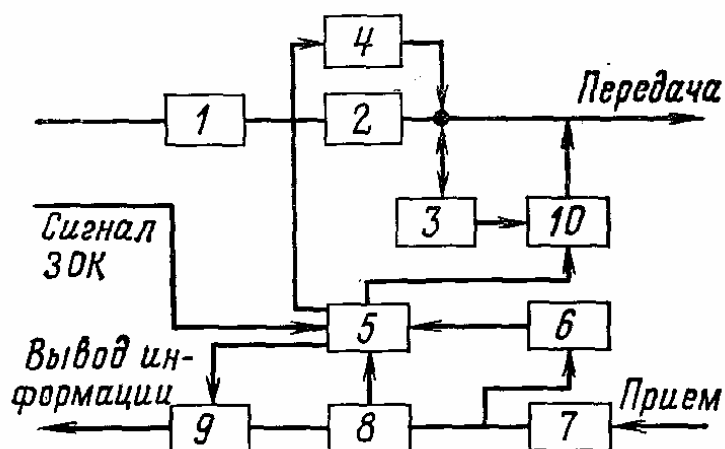 4
Передача
1
2
3
10
Сигнал
ЗОК
5
6
Вывод ин-
формации
Прием
9
8
7